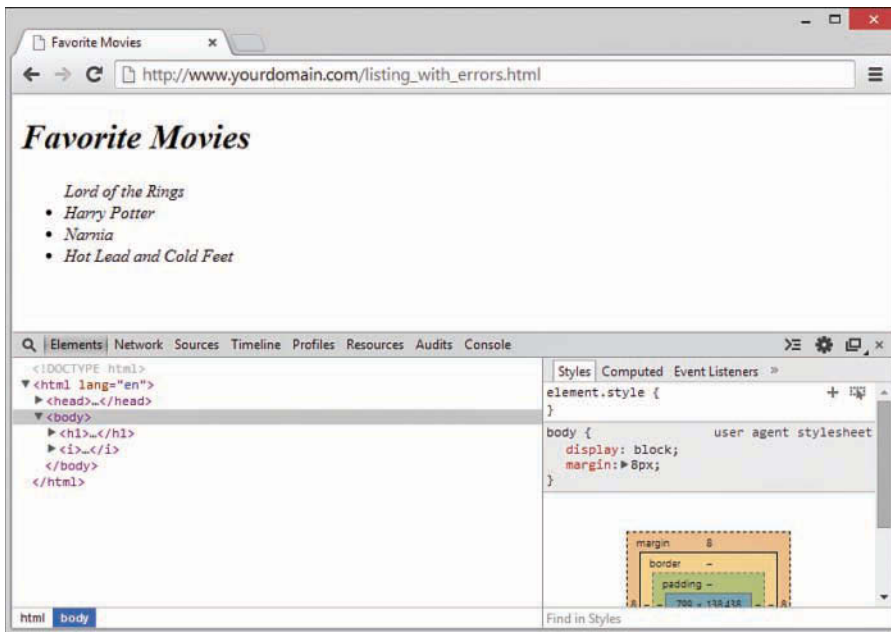 Favorite Movies
http://www.yourdomain.com/listing_with_errors.html
Favorite Movies
Lord of the Rings
• Harry Potter
• Narnia
• Hot Lead and Cold Feet
Elements Network Sources Timeline Profiles Resources Audits Console
<!DOCTYPE html>
▼<html lang="en">
▶<head>…</head>
▼<body>
▶<h1>…</h1>
▶<i>…</i>
</body>
</html>
html body
Styles Computed Event Listeners »
element.style {
}
body { user agent stylesheet
display: block;
margin:▶8px;
}
margin 8
border –
padding –
8 – – – – 8
Find in Styles